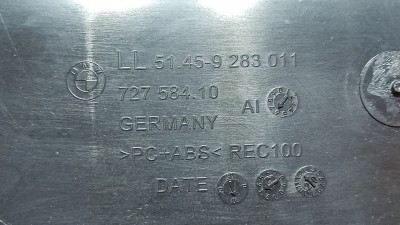 LL 51.45-9 283 011
727 584.10 AI
GERMANY
>PC+ABS< REC100
DATE